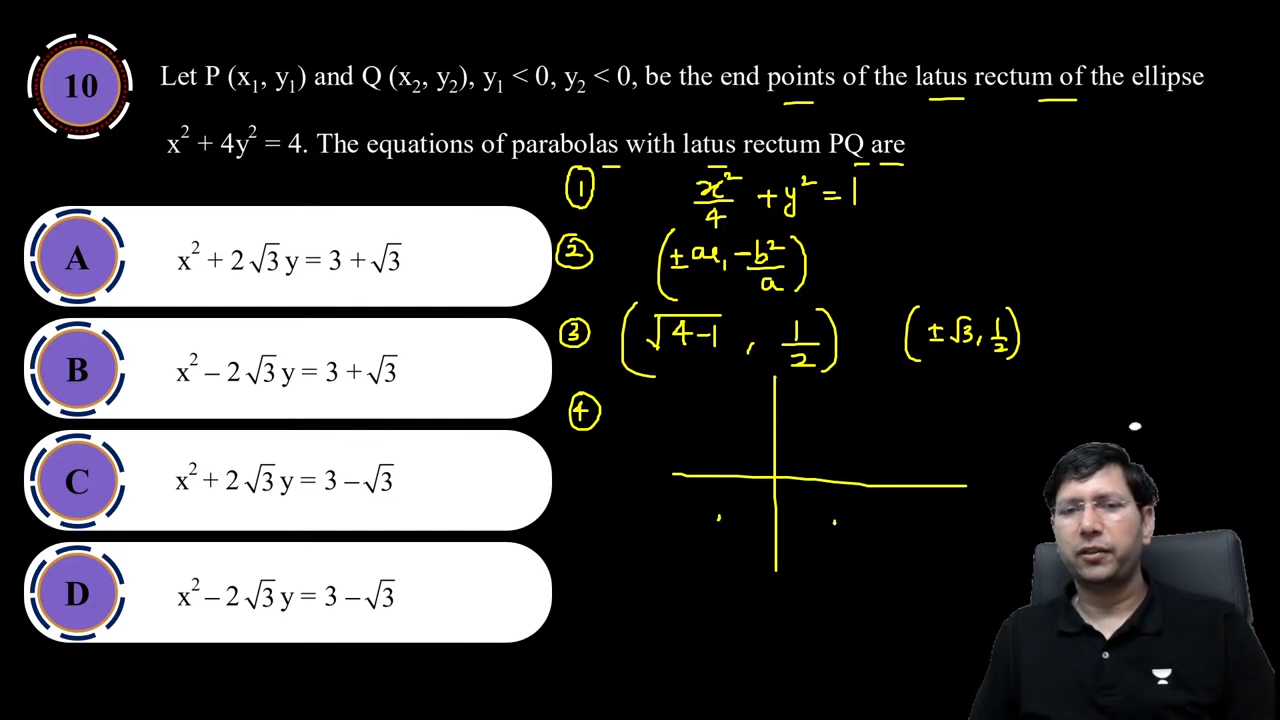 10
Let P (x₁, y₁) and Q (x₂, y₂), y₁ < 0, y₂ < 0, be the end points of the latus rectum of the ellipse
x² + 4y² = 4. The equations of parabolas with latus rectum PQ are
① x²/4 + y² = 1
A x² + 2√3 y = 3 + √3
② (± ae, −b²/a)
③ (√4−1, 1/2) (± √3, 1/2)
B x² − 2√3 y = 3 + √3
④
C x² + 2√3 y = 3 − √3
D x² − 2√3 y = 3 − √3